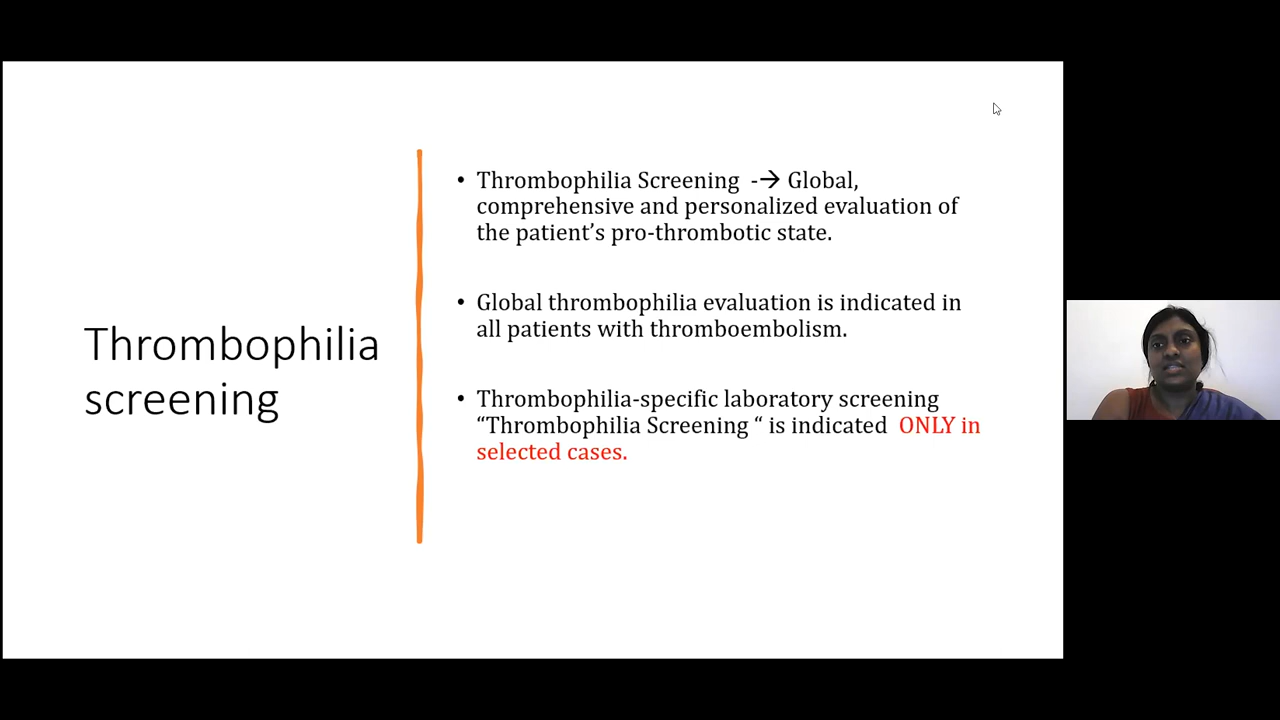 Thrombophilia
screening
• Thrombophilia Screening -→ Global,
comprehensive and personalized evaluation of
the patient’s pro-thrombotic state.
• Global thrombophilia evaluation is indicated in
all patients with thromboembolism.
• Thrombophilia-specific laboratory screening
“Thrombophilia Screening “ is indicated ONLY in
selected cases.